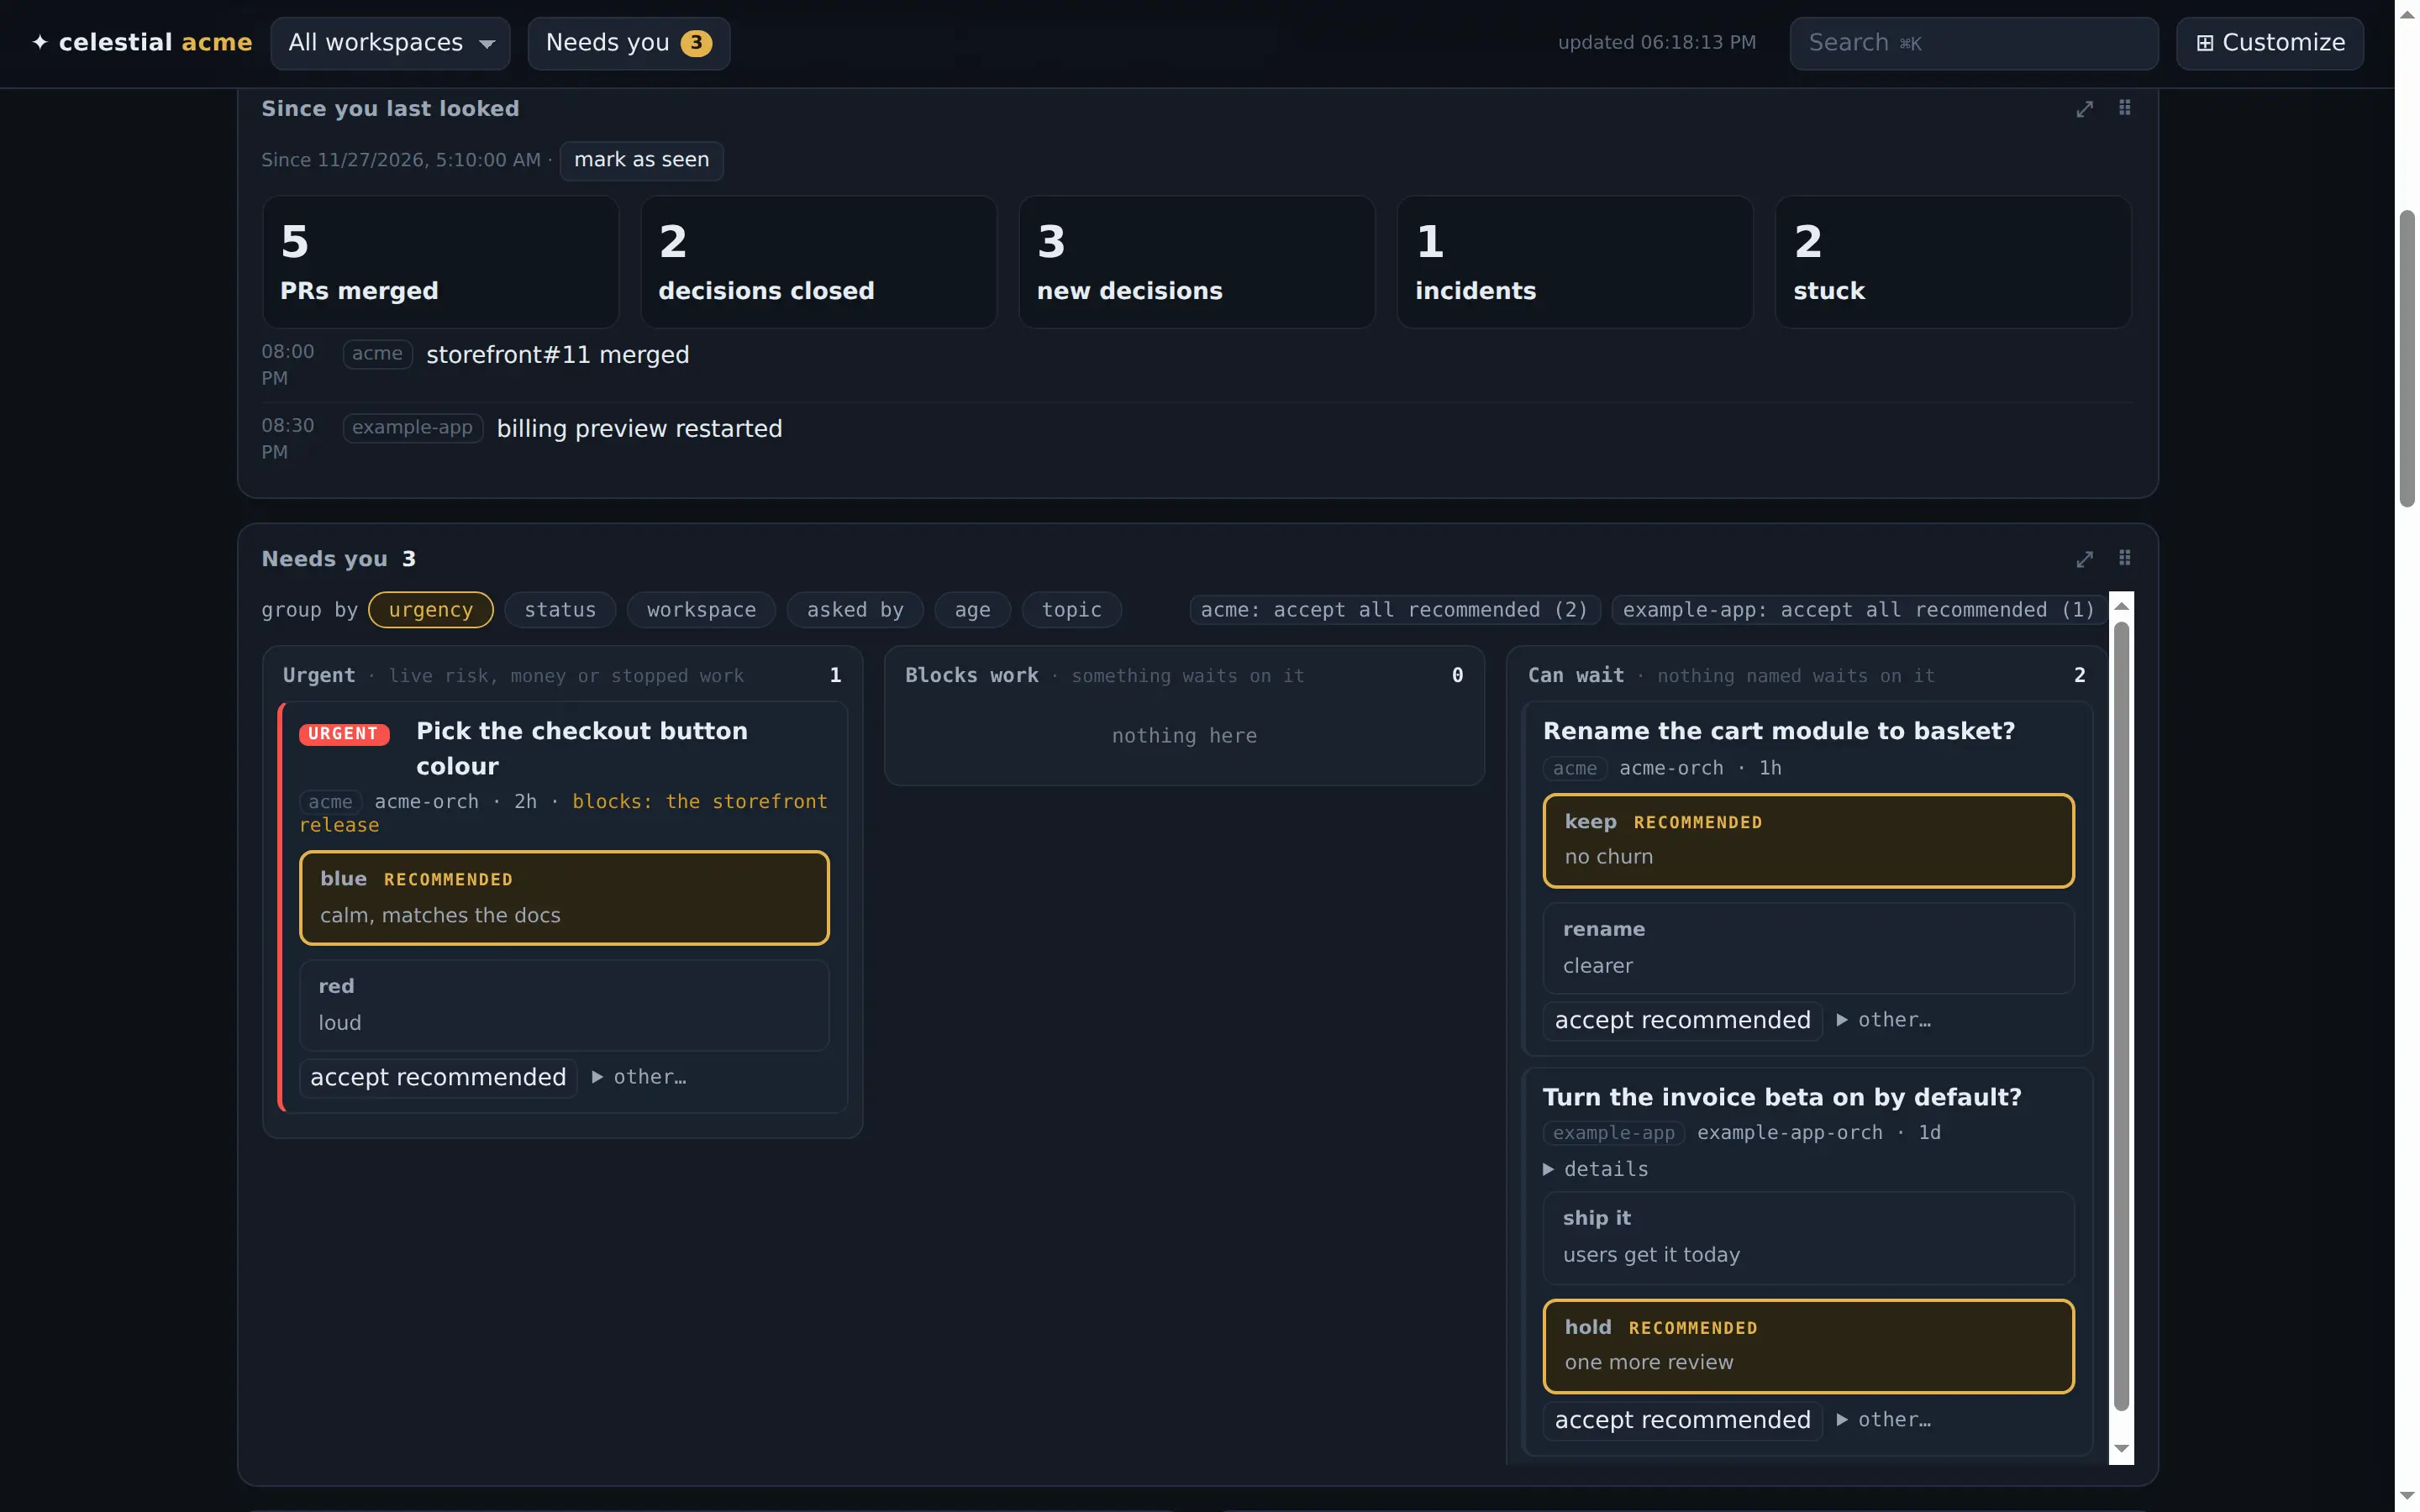 ✦ celestial acme
All workspaces
Needs you 3
updated 06:18:13 PM
Search ⌘K
⊞ Customize
Since you last looked
Since 11/27/2026, 5:10:00 AM · mark as seen
5
PRs merged
2
decisions closed
3
new decisions
1
incidents
2
stuck
08:00 PM
acme storefront#11 merged
08:30 PM
example-app billing preview restarted
Needs you 3
group by urgency status workspace asked by age topic
acme: accept all recommended (2)
example-app: accept all recommended (1)
Urgent · live risk, money or stopped work 1
URGENT Pick the checkout button
colour
acme acme-orch · 2h · blocks: the storefront
release
blue RECOMMENDED
calm, matches the docs
red
loud
accept recommended ▶ other…
Blocks work · something waits on it 0
nothing here
Can wait · nothing named waits on it 2
Rename the cart module to basket?
acme acme-orch · 1h
keep RECOMMENDED
no churn
rename
clearer
accept recommended ▶ other…
Turn the invoice beta on by default?
example-app example-app-orch · 1d
▶ details
ship it
users get it today
hold RECOMMENDED
one more review
accept recommended ▶ other…